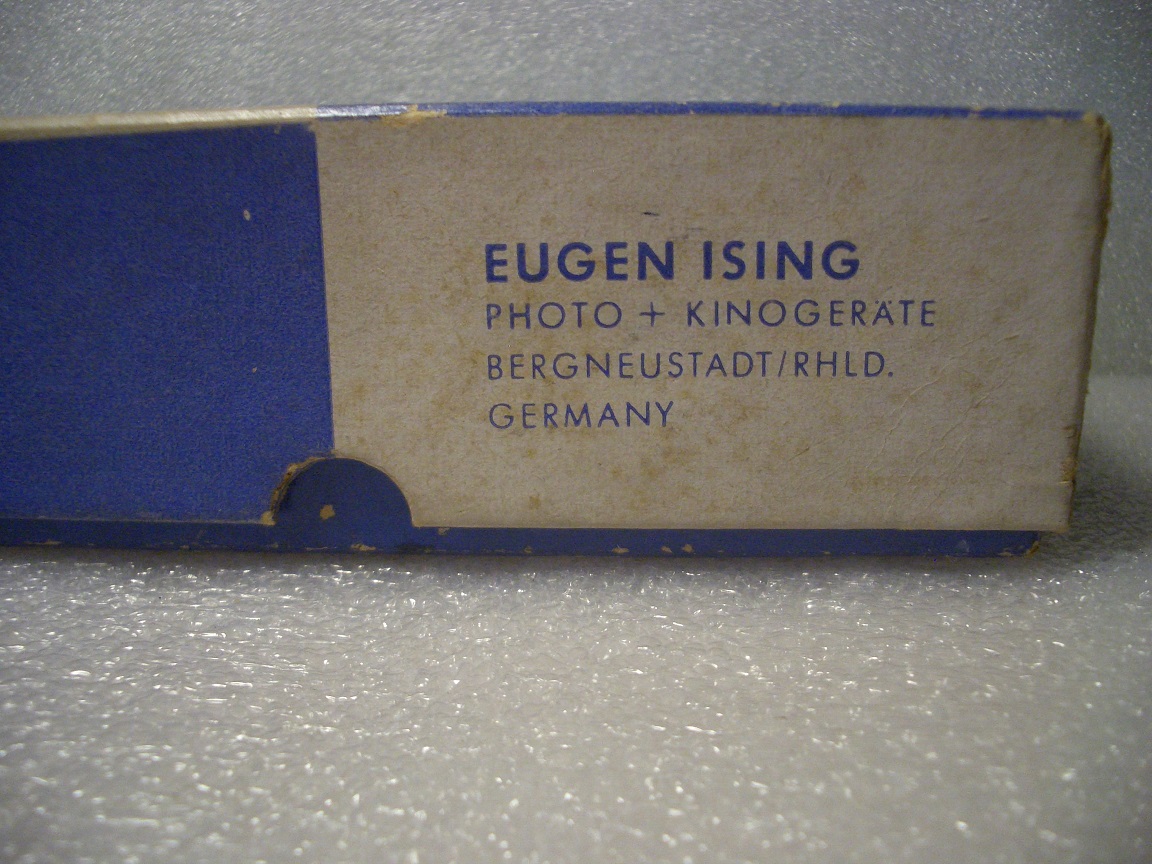 EUGEN ISING
PHOTO + KINOGERÄTE
BERGNEUSTADT/RHLD.
GERMANY